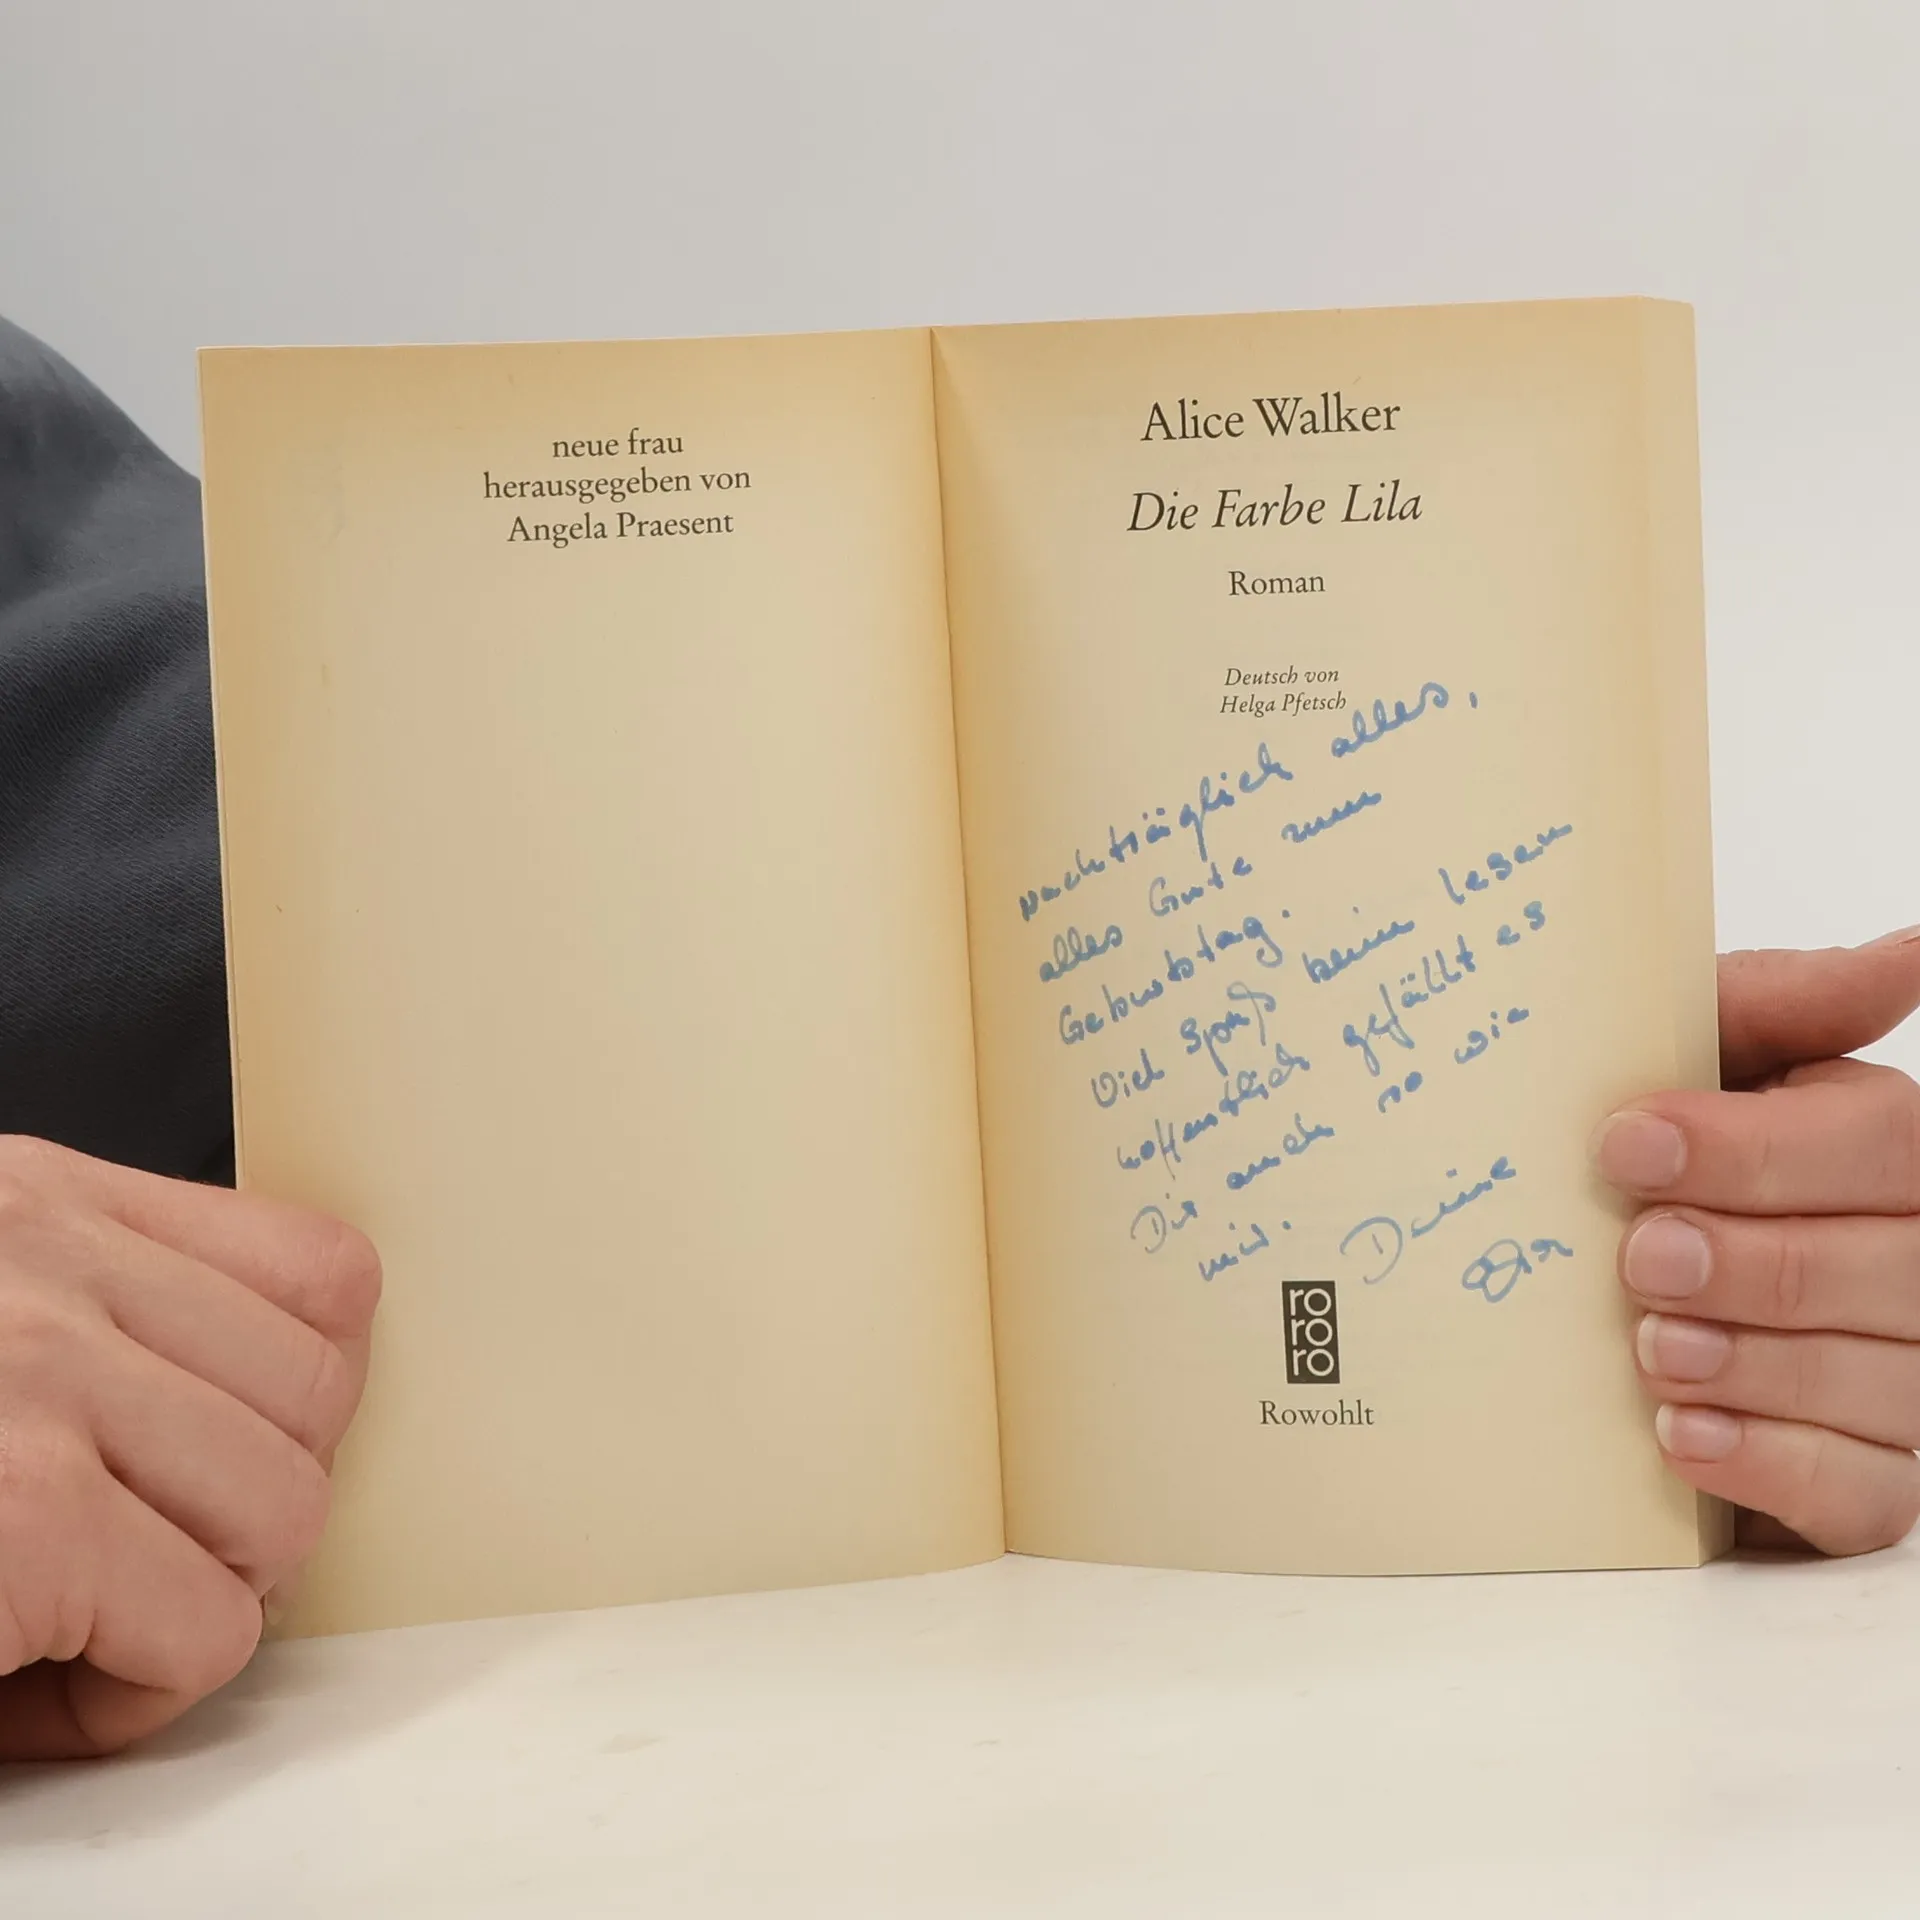 neue frau
herausgegeben von
Angela Praesent
Alice Walker
Die Farbe Lila
Roman
Deutsch von
Helga Pfetsch
nachträglich alles,
alles Gute zum
Geburtstag.
Viel Spaß beim lesen
hoffentlich gefällt es
Dir auch so wie
mir. Deine
ro
ro
ro
Rowohlt